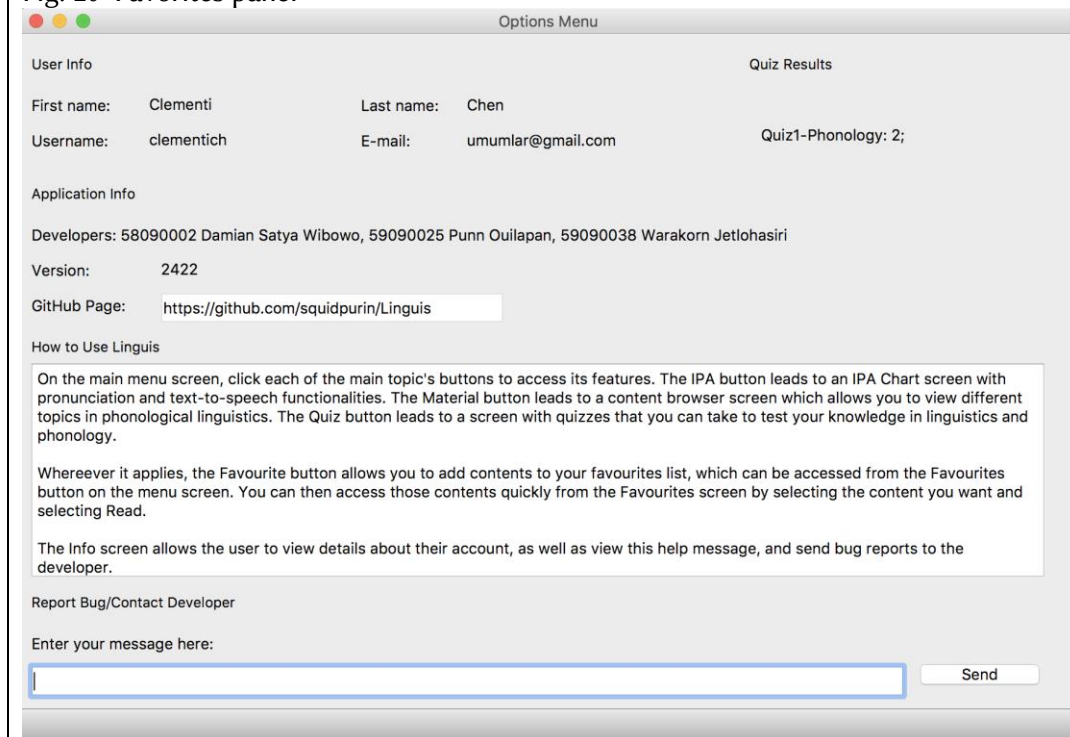 Fig. 10 Favorites panel
Options Menu
User Info
Quiz Results
First name: Clementi Last name: Chen
Username: clementich E-mail: umumlar@gmail.com
Quiz1-Phonology: 2;
Application Info
Developers: 58090002 Damian Satya Wibowo, 59090025 Punn Ouilapan, 59090038 Warakorn Jetlohasiri
Version: 2422
GitHub Page: https://github.com/squidpurin/Linguis
How to Use Linguis
On the main menu screen, click each of the main topic's buttons to access its features. The IPA button leads to an IPA Chart screen with
pronunciation and text-to-speech functionalities. The Material button leads to a content browser screen which allows you to view different
topics in phonological linguistics. The Quiz button leads to a screen with quizzes that you can take to test your knowledge in linguistics and
phonology.
Whereever it applies, the Favourite button allows you to add contents to your favourites list, which can be accessed from the Favourites
button on the menu screen. You can then access those contents quickly from the Favourites screen by selecting the content you want and
selecting Read.
The Info screen allows the user to view details about their account, as well as view this help message, and send bug reports to the
developer.
Report Bug/Contact Developer
Enter your message here:
Send